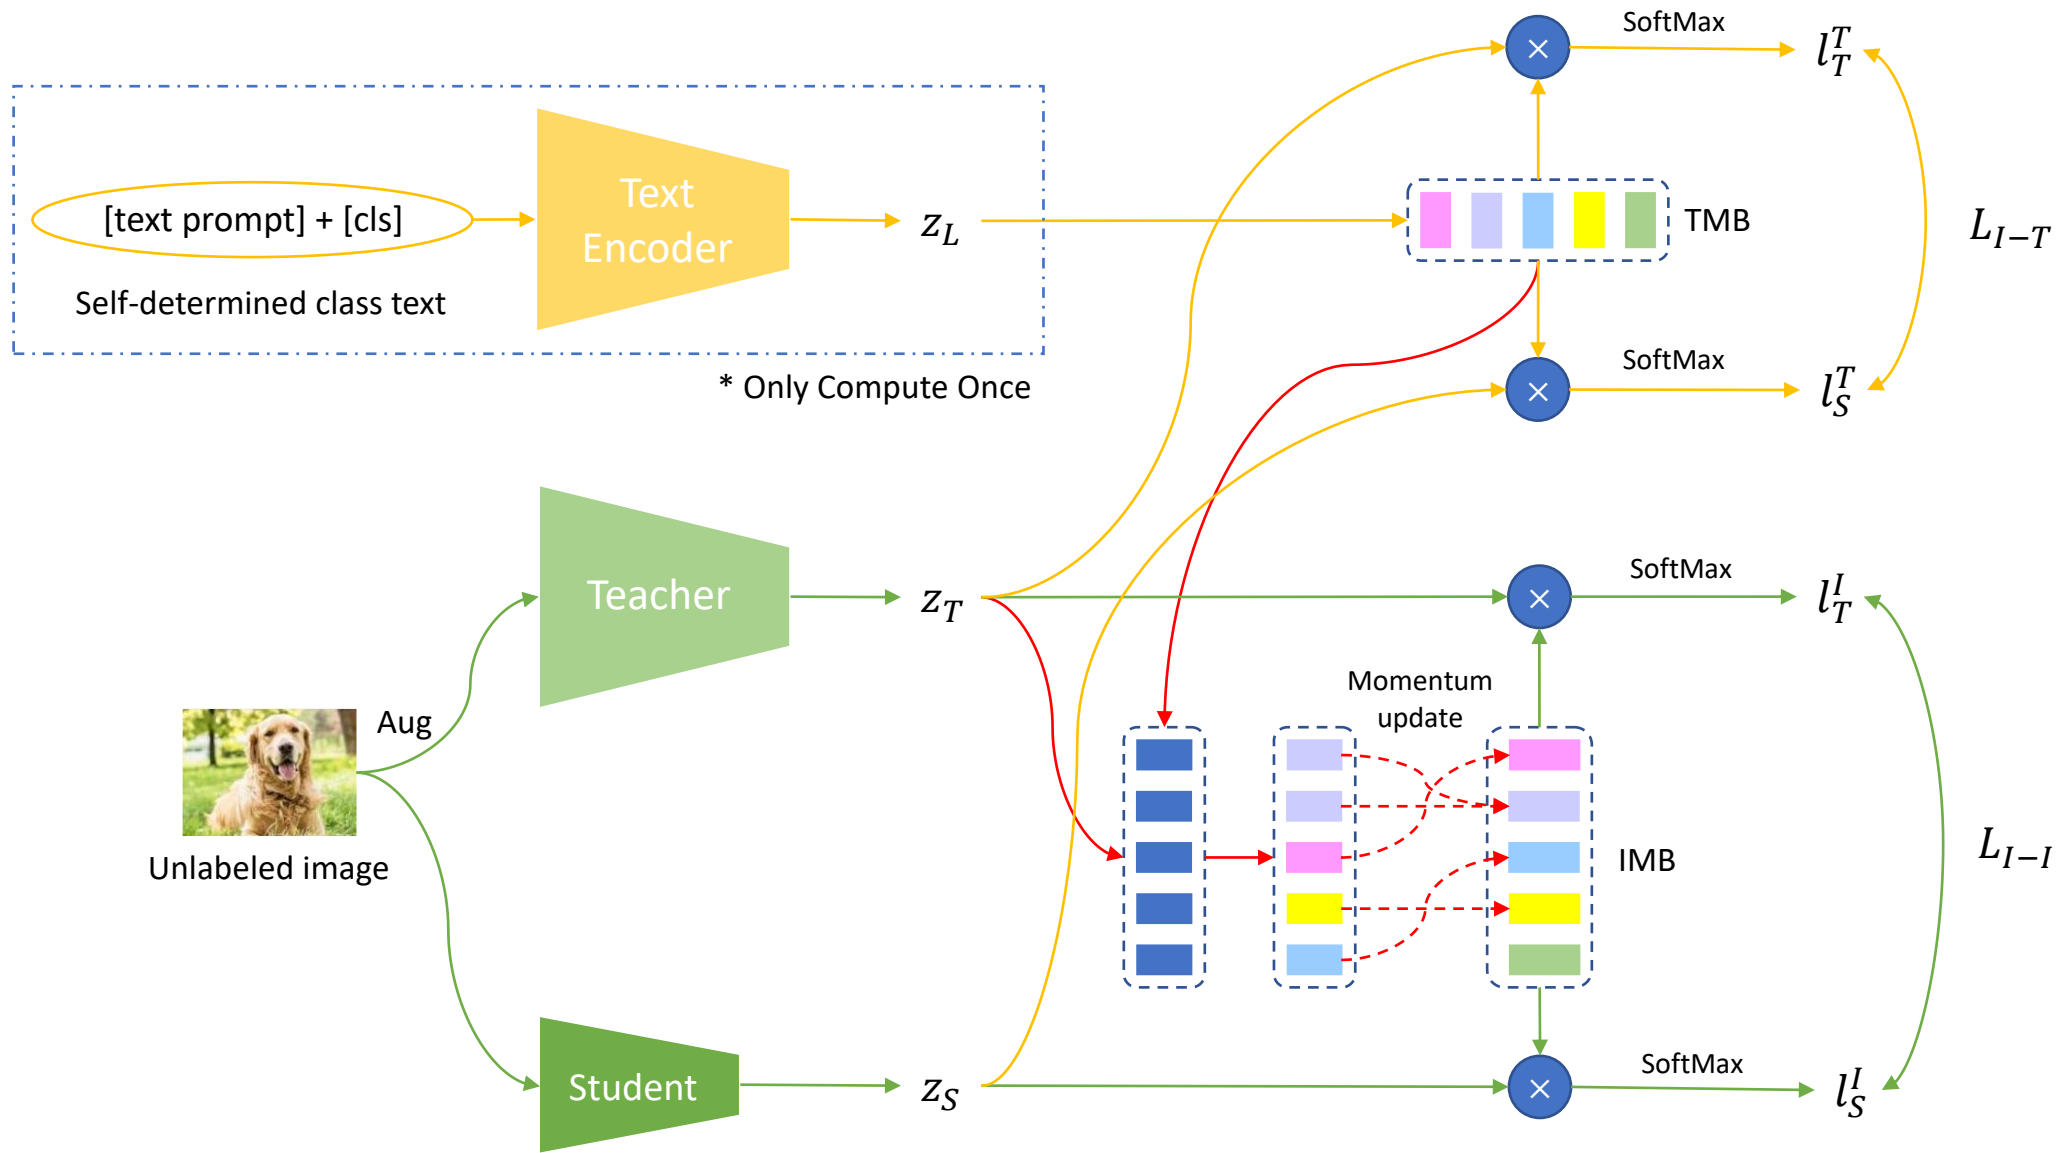 SoftMax
×
l_T^T
[text prompt] + [cls]
Text
Encoder
z_L
TMB
L_{I−T}
Self-determined class text
* Only Compute Once
SoftMax
×
l_S^T
Teacher
z_T
SoftMax
×
l_T^I
Aug
Momentum
update
Unlabeled image
IMB
L_{I−I}
Student
z_S
SoftMax
×
l_S^I